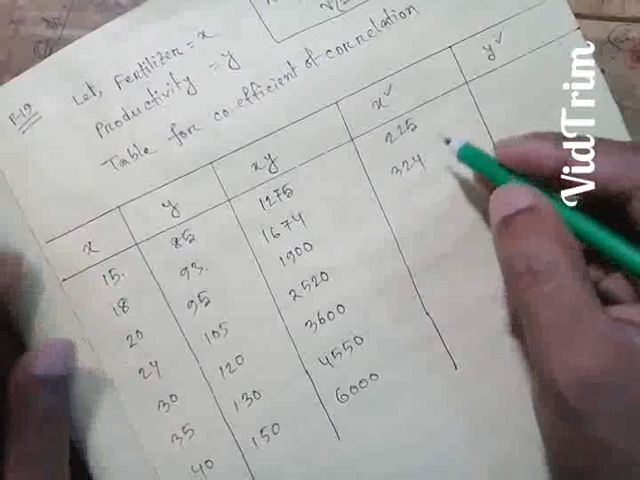 P-19
Let, Fertilizer = x
Productivity = y
Table for co-efficient of correlation
x y xy x² y²
15. 85 1275 225
18 93. 1674 324
20 95 1900
24 105 2520
30 120 3600
35 130 4550
40 150 6000
VidTrim